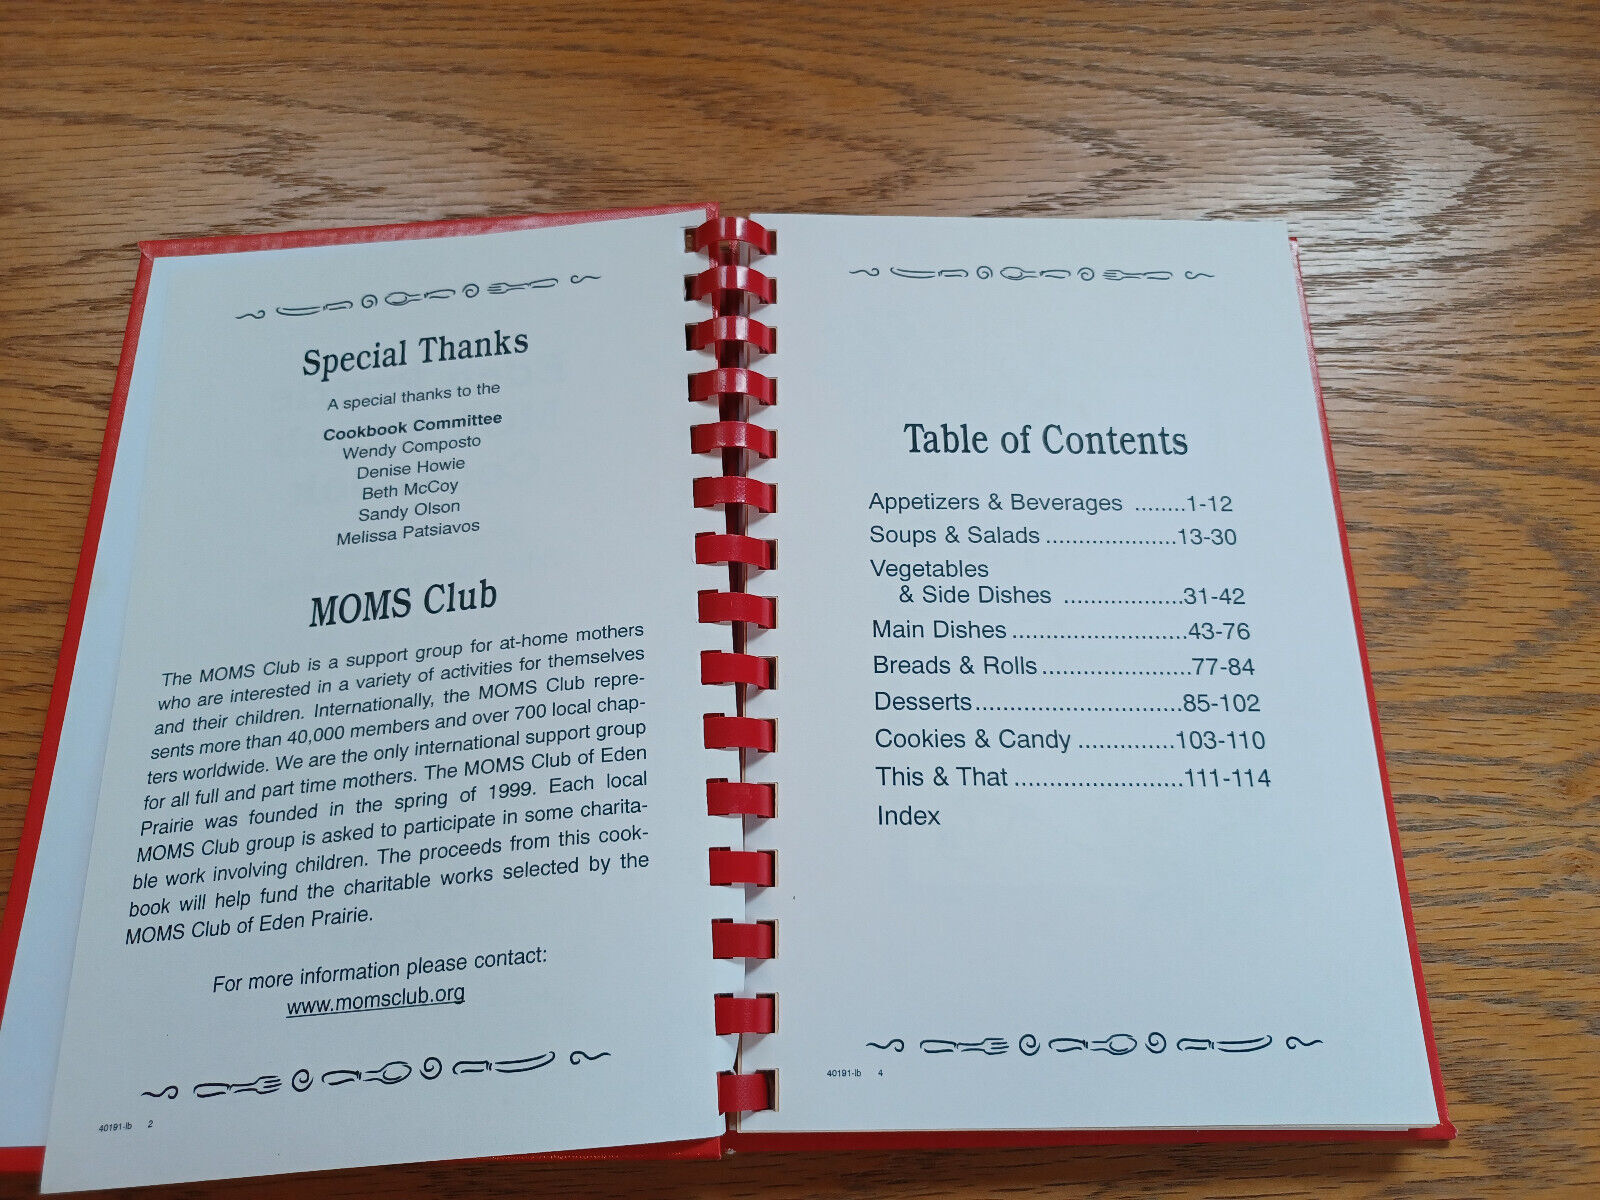 Special Thanks
A special thanks to the
Cookbook Committee
Wendy Composto
Denise Howie
Beth McCoy
Sandy Olson
Melissa Patsiavos
MOMS Club
The MOMS Club is a support group for at-home mothers
who are interested in a variety of activities for themselves
and their children. Internationally, the MOMS Club repre-
sents more than 40,000 members and over 700 local chap-
ters worldwide. We are the only international support group
for all full and part time mothers. The MOMS Club of Eden
Prairie was founded in the spring of 1999. Each local
MOMS Club group is asked to participate in some charita-
ble work involving children. The proceeds from this cook-
book will help fund the charitable works selected by the
MOMS Club of Eden Prairie.
For more information please contact:
www.momsclub.org
40191-lb 2
Table of Contents
Appetizers & Beverages ........1-12
Soups & Salads ....................13-30
Vegetables
& Side Dishes ..................31-42
Main Dishes ..........................43-76
Breads & Rolls ......................77-84
Desserts ...............................85-102
Cookies & Candy ..............103-110
This & That .........................111-114
Index
40191-lb 4